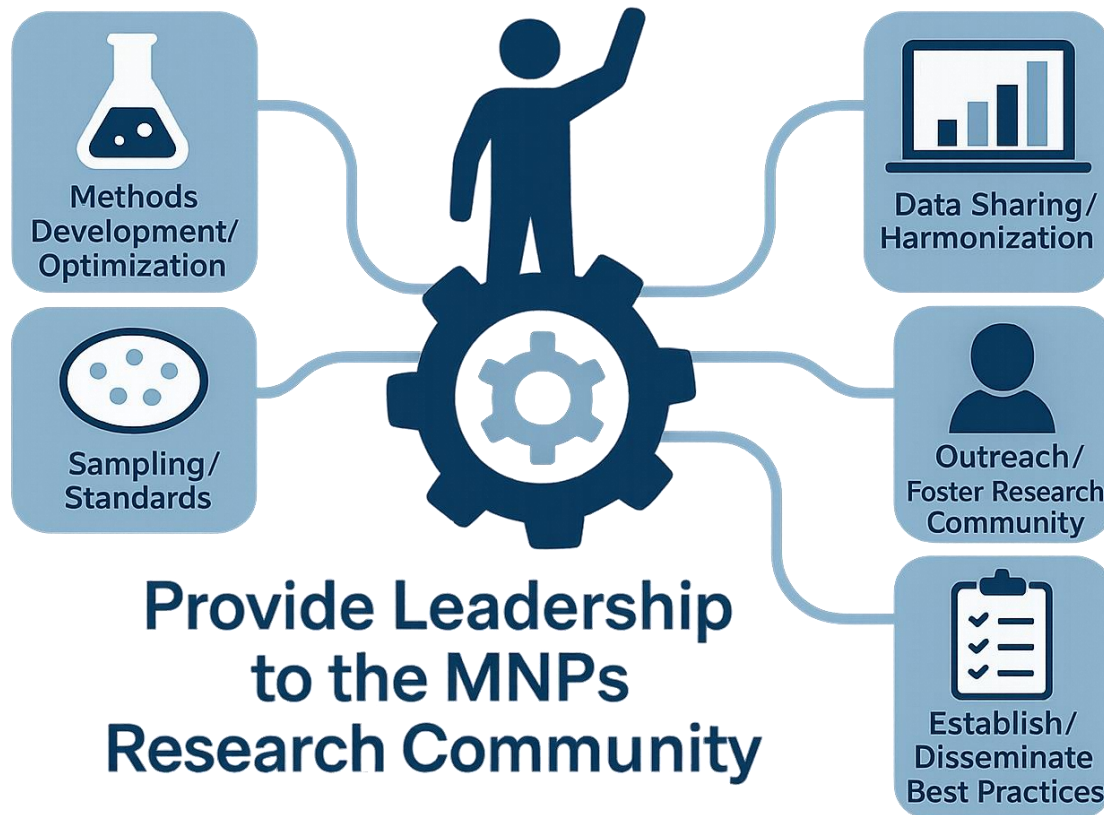 Methods
Development/
Optimization
Sampling/
Standards
Data Sharing/
Harmonization
Outreach/
Foster Research
Community
Establish/
Disseminate
Best Practices
Provide Leadership
to the MNPs
Research Community